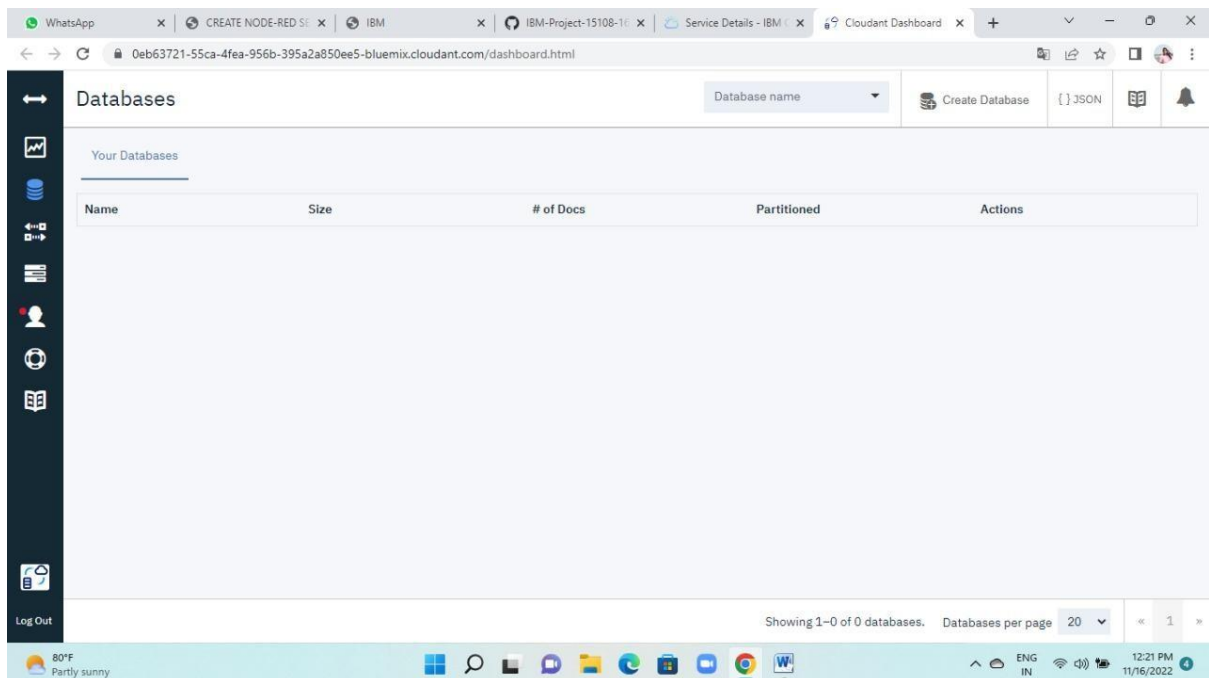 WhatsApp
CREATE NODE-RED SE
IBM
IBM-Project-15108-16
Service Details - IBM C
Cloudant Dashboard
0eb63721-55ca-4fea-956b-395a2a850ee5-bluemix.cloudant.com/dashboard.html
Databases
Database name
Create Database
{ } JSON
Your Databases
Name Size # of Docs Partitioned Actions
Log Out
Showing 1–0 of 0 databases. Databases per page 20 « 1 »
80°F
Partly sunny
ENG
IN
12:21 PM
11/16/2022
4